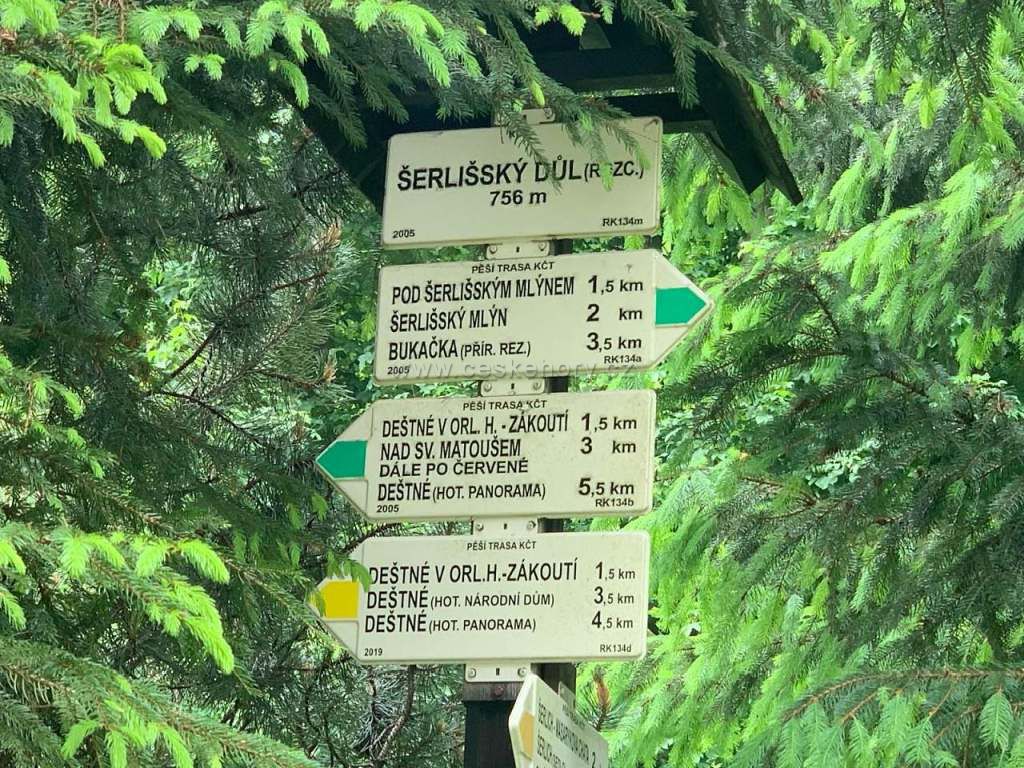 ŠERLIŠSKÝ DŮL (ROZC.)
756 m
2005 RK134m
PĚŠÍ TRASA KČT
POD ŠERLIŠSKÝM MLÝNEM 1,5 km
ŠERLIŠSKÝ MLÝN 2 km
BUKAČKA (PŘÍR. REZ.) 3,5 km
2005 RK134a
www.ceskehory.cz
PĚŠÍ TRASA KČT
DEŠTNÉ V ORL. H. - ZÁKOUTÍ 1,5 km
NAD SV. MATOUŠEM 3 km
DÁLE PO ČERVENÉ
DEŠTNÉ (HOT. PANORAMA) 5,5 km
2005 RK134b
PĚŠÍ TRASA KČT
DEŠTNÉ V ORL.H.-ZÁKOUTÍ 1,5 km
DEŠTNÉ (HOT. NÁRODNÍ DŮM) 3,5 km
DEŠTNÉ (HOT. PANORAMA) 4,5 km
2019 RK134d